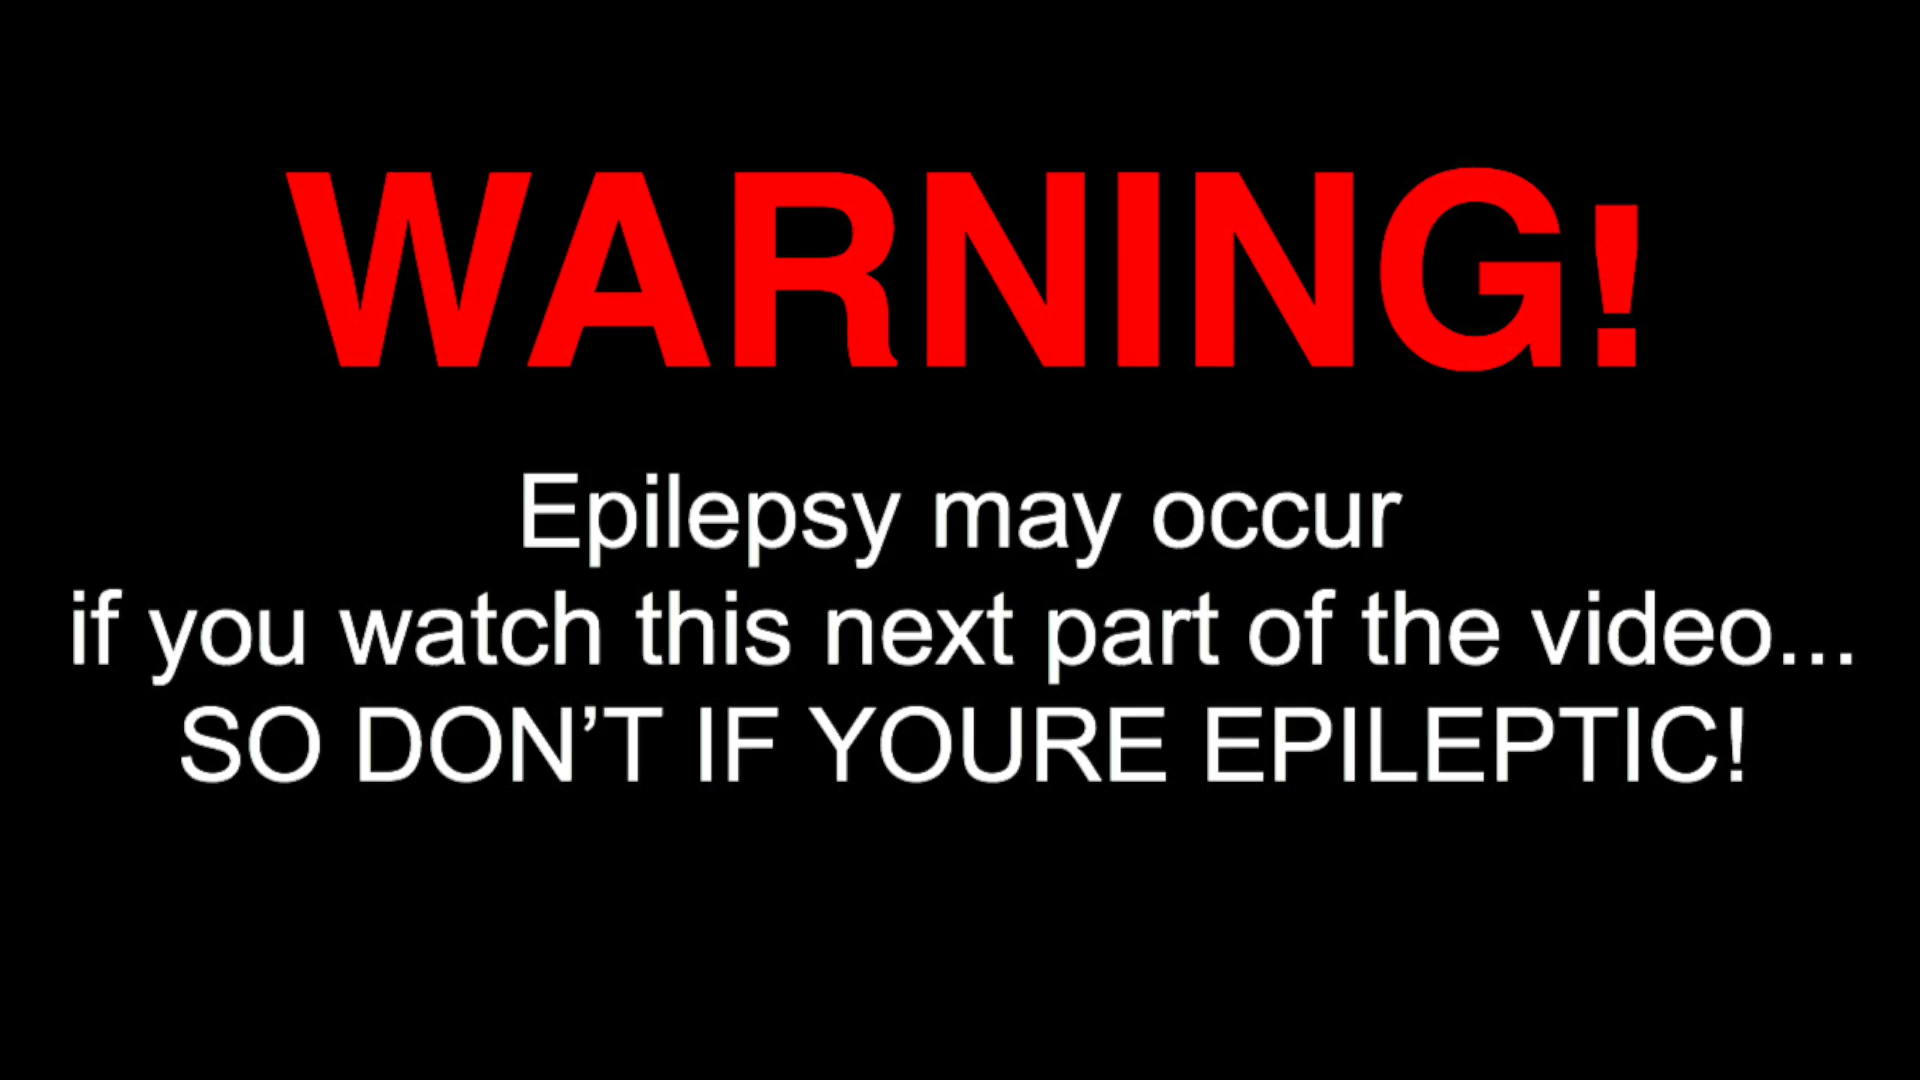 WARNING!
Epilepsy may occur
if you watch this next part of the video...
SO DON’T IF YOURE EPILEPTIC!